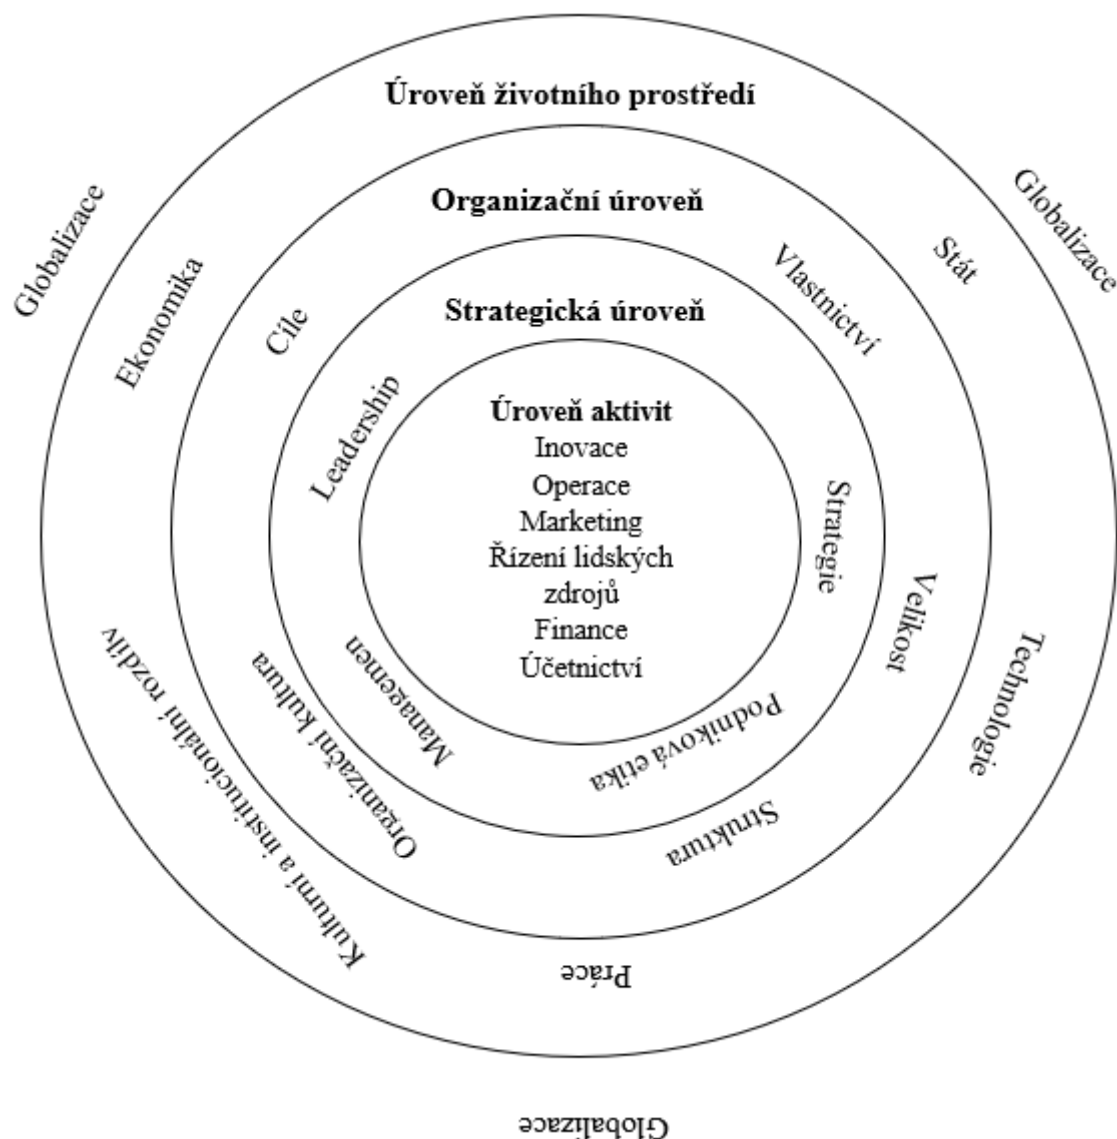 Úroveň životního prostředí
Globalizace
Globalizace
Ekonomika
Stát
Technologie
Práce
Kulturní a institucionální rozdíly
Organizační úroveň
Cíle
Vlastnictví
Velikost
Struktura
Organizační kultura
Strategická úroveň
Leadership
Strategie
Podniková etika
Managemen
Úroveň aktivit
Inovace
Operace
Marketing
Řízení lidských
zdrojů
Finance
Účetnictví
Globalizace